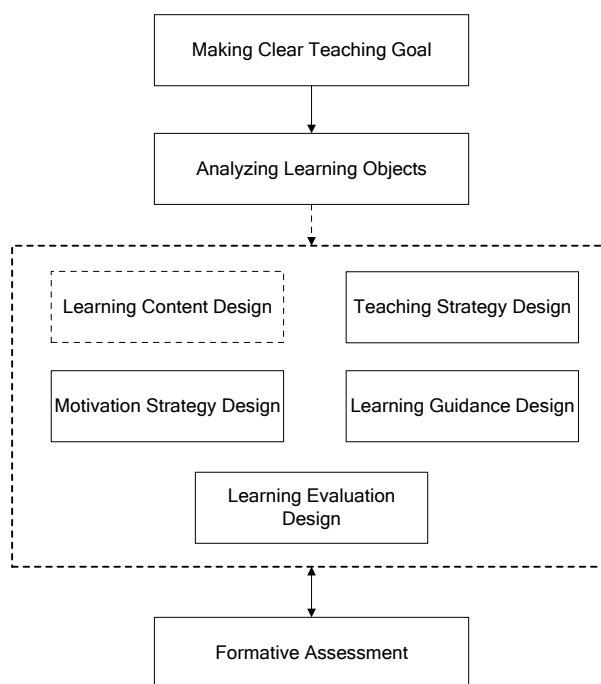 Making Clear Teaching Goal
Analyzing Learning Objects
Learning Content Design
Teaching Strategy Design
Motivation Strategy Design
Learning Guidance Design
Learning Evaluation
Design
Formative Assessment